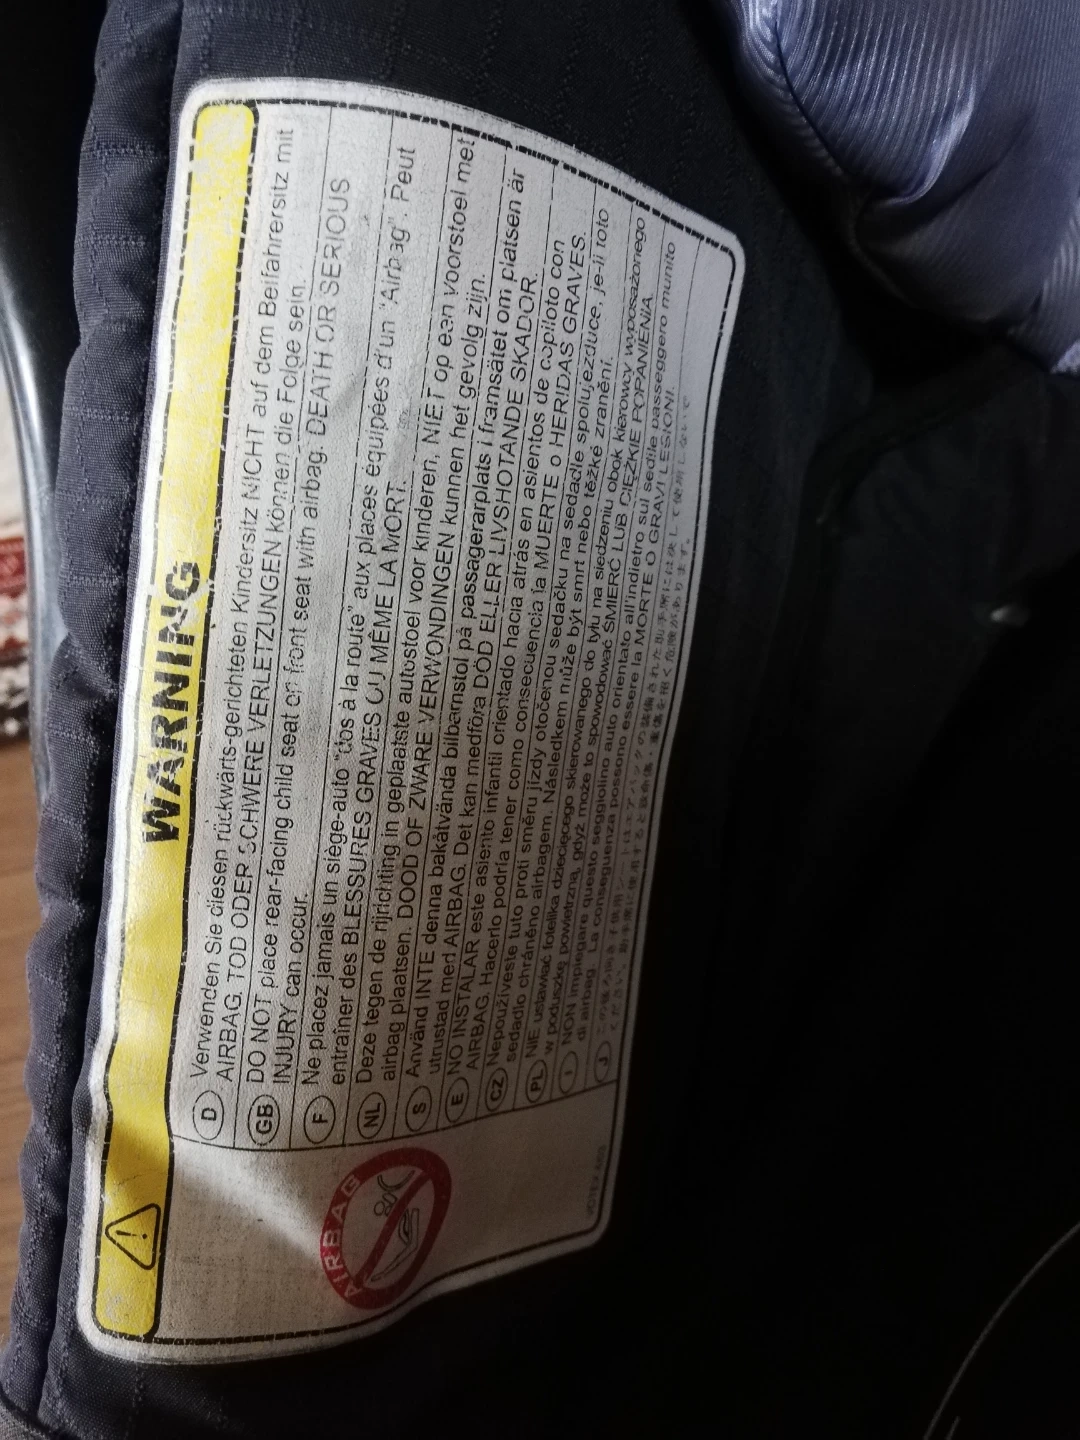 WARNING
D Verwenden Sie diesen rückwärts-gerichteten Kindersitz NICHT auf dem Beifahrersitz mit
AIRBAG, TOD ODER SCHWERE VERLETZUNGEN können die Folge sein.
GB DO NOT place rear-facing child seat on front seat with airbag. DEATH OR SERIOUS
INJURY can occur.
F Ne placez jamais un siége-auto "dos à la route" aux places équipées d'un "Airbag". Peut
entraîner des BLESSURES GRAVES OU MÊME LA MORT.
NL Deze tegen de rijrichting in geplaatste autostoel voor kinderen, NIET op een voorstoel met
airbag plaatsen. DOOD OF ZWARE VERWONDINGEN kunnen het gevolg zijn.
S Använd INTE denna bakåtvända bilbarnstol på passagerarplats i framsätet om platsen är
utrustad med AIRBAG. Det kan medföra DÖD ELLER LIVSHOTANDE SKADOR.
E NO INSTALAR este asiento infantil orientado hacia atrás en asientos de copiloto con
AIRBAG. Hacerlo podria tener como consecuencia la MUERTE o HERIDAS GRAVES.
CZ Nepoužívejte tuto proti směru jízdy otočenou sedačku na sedadle spolujezdce, je-li toto
sedadlo chráněno airbagem. Následkem může být smrt nebo těžké zranění.
PL NIE ustawiać fotelika dziecięcego skierowanego do tyłu na siedzeniu obok kierowcy wyposażonego
w poduszkę powietrzną, gdyż może to spowodować ŚMIERĆ LUB CIĘŻKIE POPARZENIA.
I NON impiegare questo seggiolino auto orientato all'indietro sul sedile passeggero munito
di airbag. La conseguenza possono essere la MORTE O GRAVI LESIONI.
J
AIRBAG